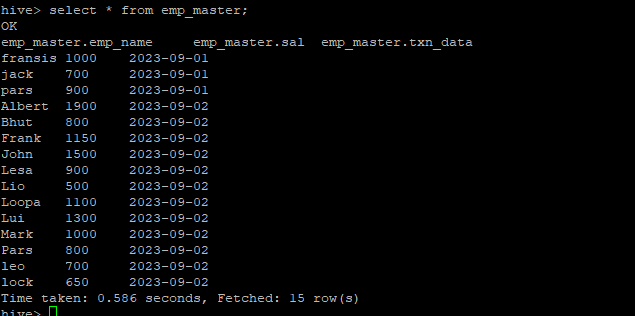 hive> select * from emp_master;
OK
emp_master.emp_name emp_master.sal emp_master.txn_data
fransis 1000 2023-09-01
jack 700 2023-09-01
pars 900 2023-09-01
Albert 1900 2023-09-02
Bhut 800 2023-09-02
Frank 1150 2023-09-02
John 1500 2023-09-02
Lesa 900 2023-09-02
Lio 500 2023-09-02
Loopa 1100 2023-09-02
Lui 1300 2023-09-02
Mark 1000 2023-09-02
Pars 800 2023-09-02
leo 700 2023-09-02
lock 650 2023-09-02
Time taken: 0.586 seconds, Fetched: 15 row(s)
hive>